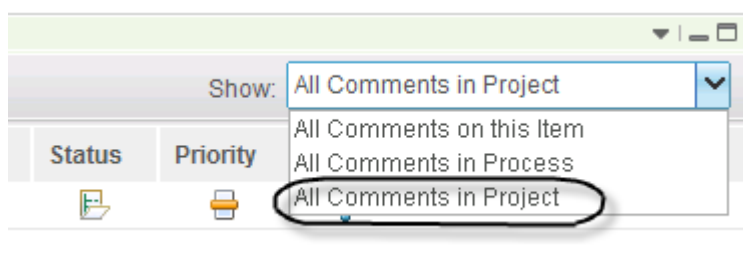 Show: All Comments in Project
All Comments on this Item
Status Priority
All Comments in Process
All Comments in Project